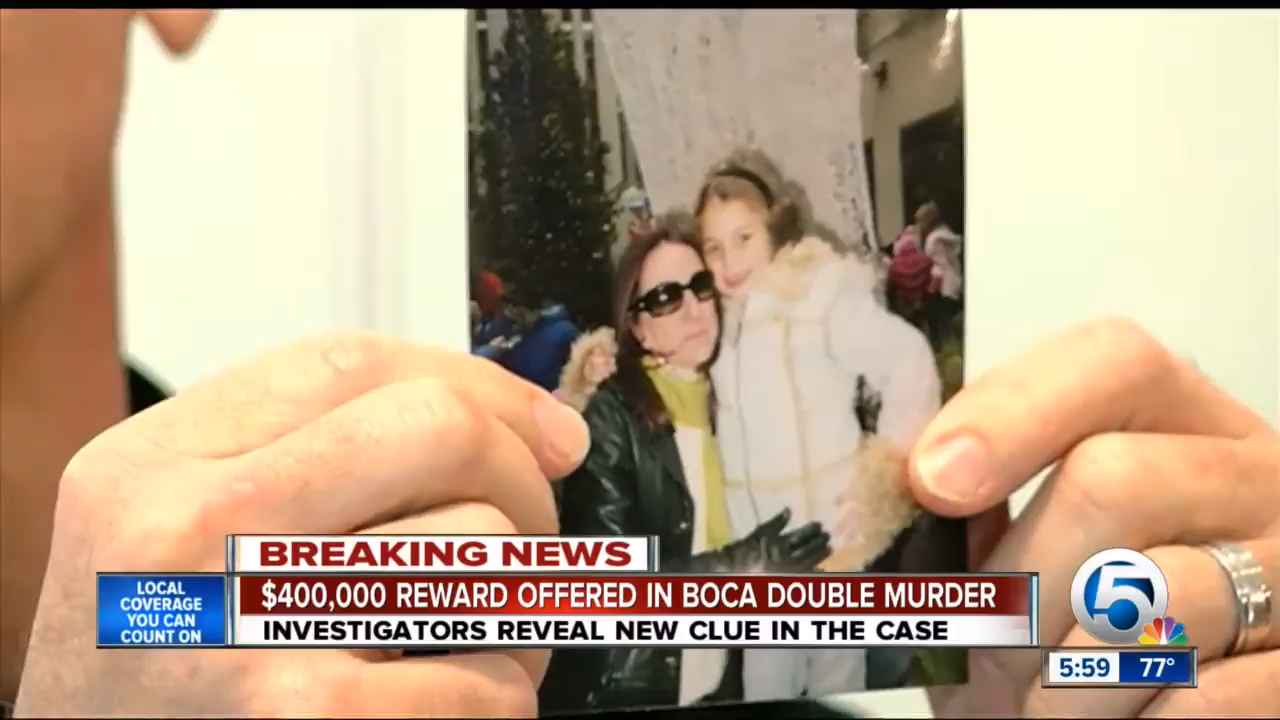 BREAKING NEWS
LOCAL
COVERAGE
YOU CAN
COUNT ON
$400,000 REWARD OFFERED IN BOCA DOUBLE MURDER
INVESTIGATORS REVEAL NEW CLUE IN THE CASE
5
5:59 77°